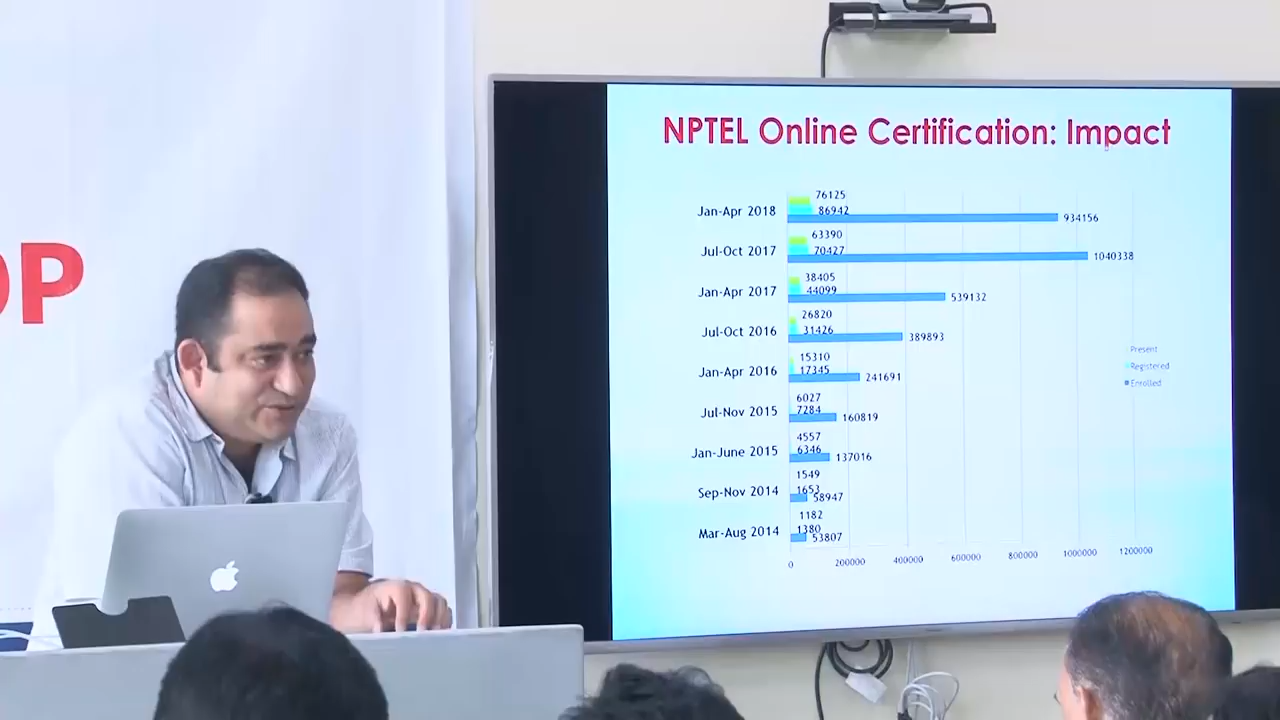 OP
NPTEL Online Certification: Impact
Jan-Apr 2018
76125
86942
934156
Jul-Oct 2017
63390
70427
1040338
Jan-Apr 2017
38405
44099
539132
Jul-Oct 2016
26820
31426
389893
Jan-Apr 2016
15310
17345
241691
Jul-Nov 2015
6027
7284
160819
Jan-June 2015
4557
6346
137016
Sep-Nov 2014
1549
1653
58947
Mar-Aug 2014
1182
1380
53807
Present
Registered
Enrolled
0 200000 400000 600000 800000 1000000 1200000